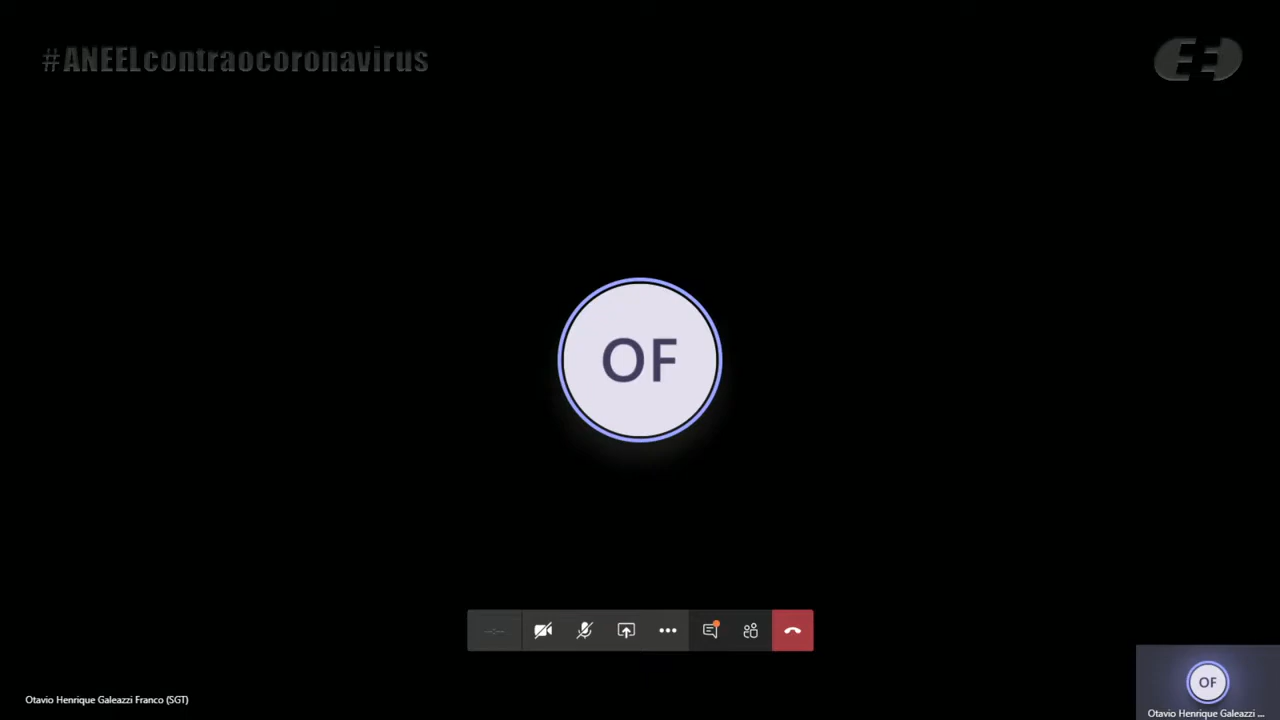 #ANEELcontraocoronavirus
OF
--:--
Otavio Henrique Galeazzi Franco (SGT)
OF
Otavio Henrique Galeazzi ...